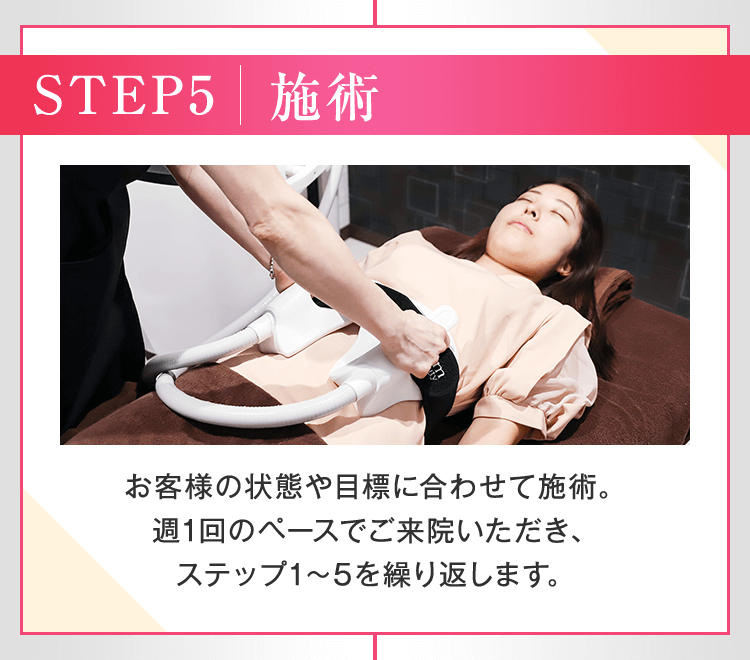 STEP5 施術
お客様の状態や目標に合わせて施術。
週1回のペースでご来院いただき、
ステップ1～5を繰り返します。